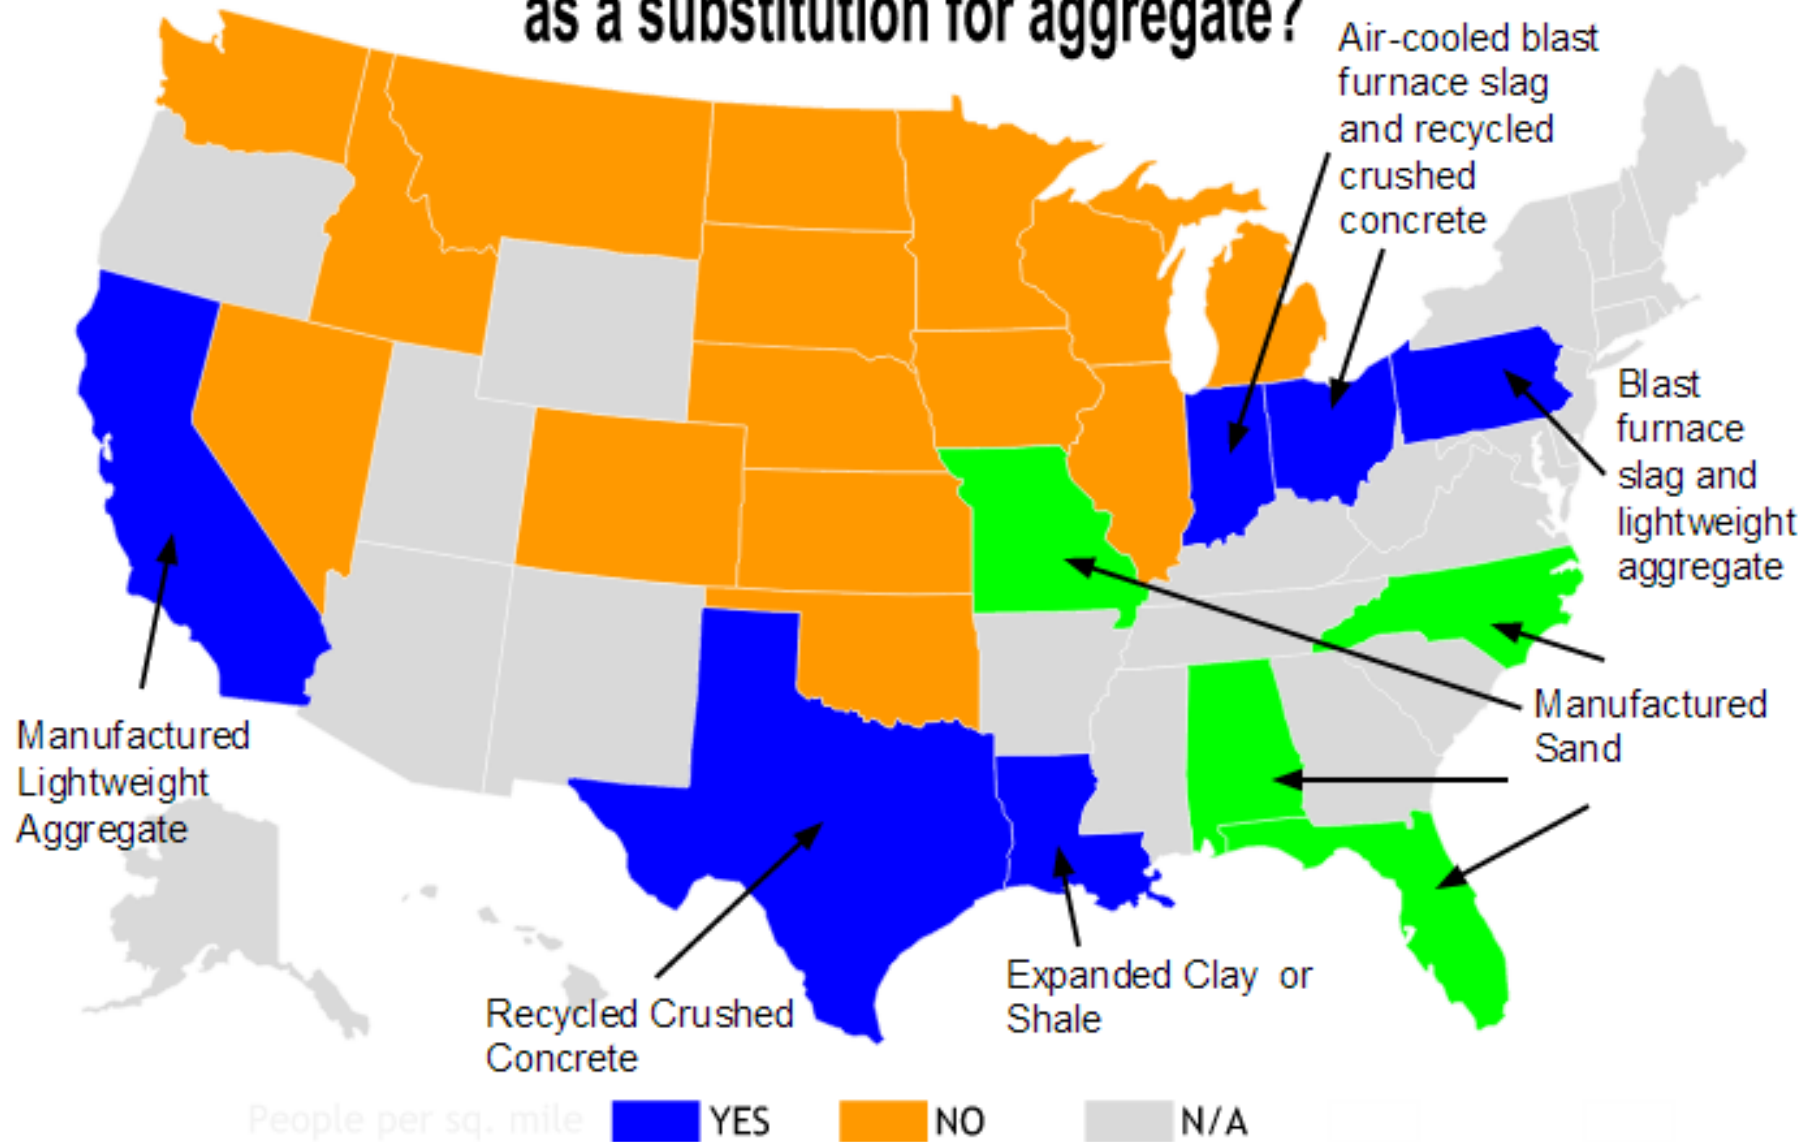 as a substitution for aggregate?
Air-cooled blast
furnace slag
and recycled
crushed
concrete
Blast
furnace
slag and
lightweight
aggregate
Manufactured
Sand
Manufactured
Lightweight
Aggregate
Expanded Clay or
Shale
Recycled Crushed
Concrete
People per sq. mile
YES
NO
N/A